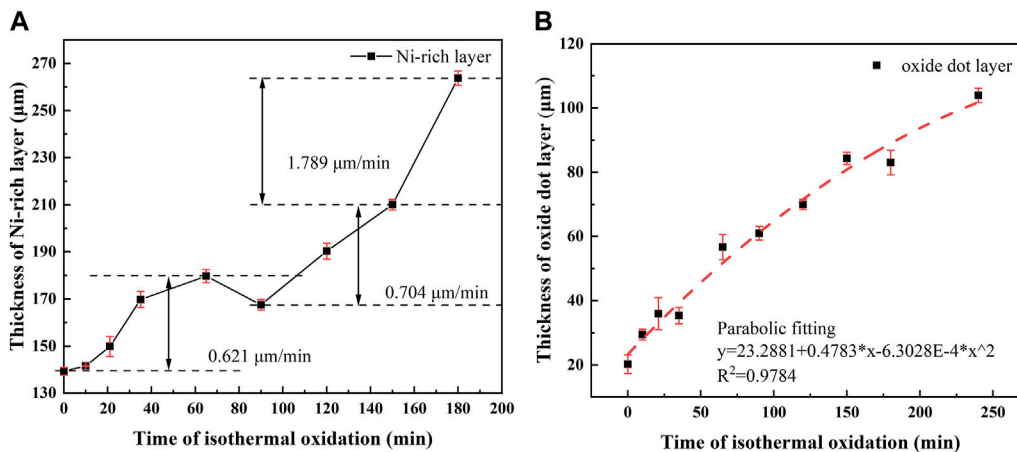 A
Thickness of Ni-rich layer (μm)
270
250
230
210
190
170
150
130
Ni-rich layer
1.789 μm/min
0.704 μm/min
0.621 μm/min
0 20 40 60 80 100 120 140 160 180 200
Time of isothermal oxidation (min)
B
Thickness of oxide dot layer (μm)
120
100
80
60
40
20
oxide dot layer
Parabolic fitting
y=23.2881+0.4783*x-6.3028E-4*x^2
R²=0.9784
0 50 100 150 200 250
Time of isothermal oxidation (min)